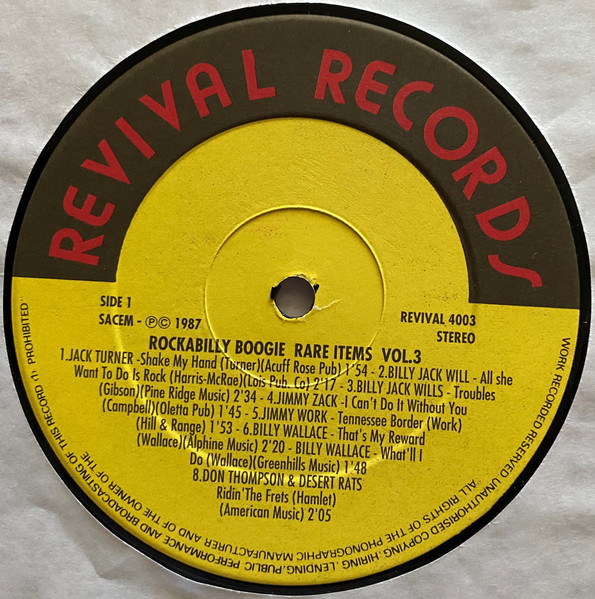 REVIVAL RECORDS
SIDE 1
SACEM - ℗© 1987
REVIVAL 4003
STEREO
ROCKABILLY BOOGIE RARE ITEMS VOL.3
1.JACK TURNER -Shake My Hand (Turner)(Acuff Rose Pub) 1'54 - 2.BILLY JACK WILL - All she
Want To Do Is Rock (Harris-McRae)(Lois Pub. Co) 2'17 - 3.BILLY JACK WILLS - Troubles
(Gibson)(Pine Ridge Music) 2'34 - 4.JIMMY ZACK -I Can't Do It Without You
(Campbell)(Oletta Pub) 1'45 - 5.JIMMY WORK - Tennessee Border (Work)
(Hill & Range) 1'53 - 6.BILLY WALLACE - That's My Reward
(Wallace)(Alphine Music) 2'20 - BILLY WALLACE - What'll I
Do (Wallace)(Greenhills Music) 1'48
8.DON THOMPSON & DESERT RATS
Ridin'The Frets (Hamlet)
(American Music) 2'05
ALL RIGHTS OF THE PHONOGRAPHIC MANUFACTURER AND OF THE OWNER OF THE
WORK RECORDED RESERVED UNAUTHORISED COPYING, HIRING, LENDING, PUBLIC PERFORMANCE AND BROADCASTING OF THIS RECORD PROHIBITED